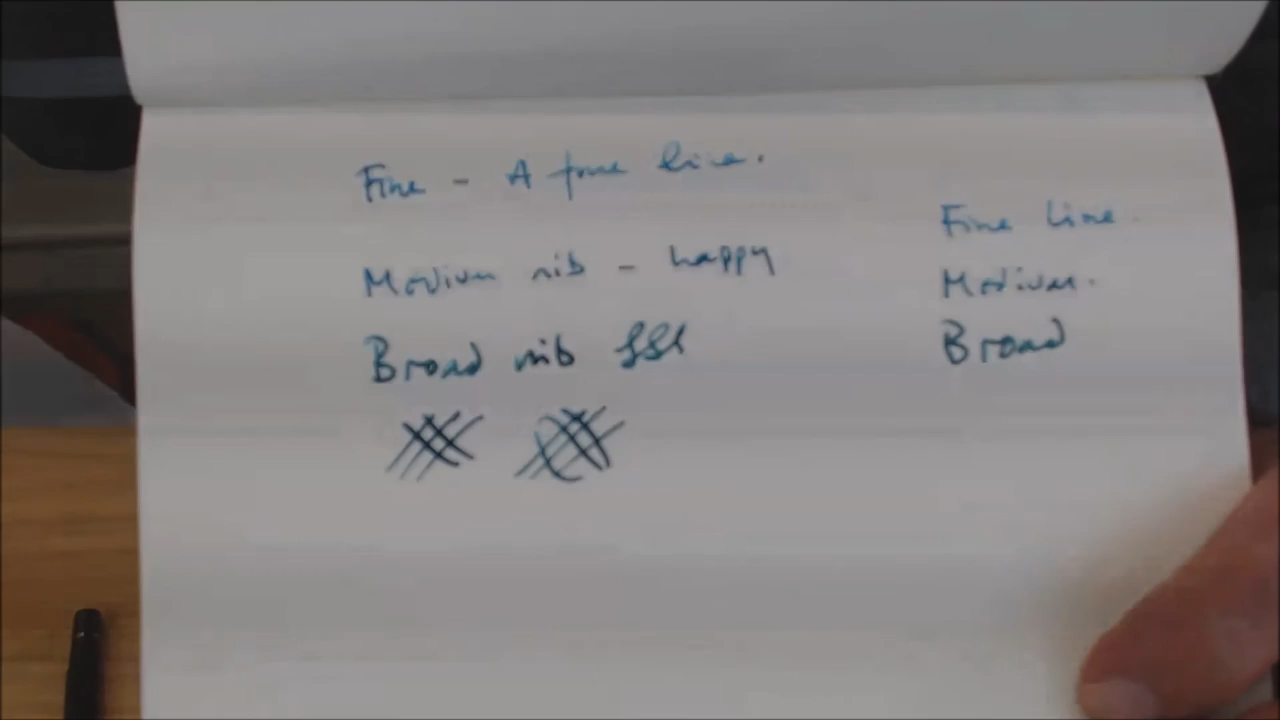 Fine - A fine line.
Medium nib - happy
Broad nib
Fine Line.
Medium.
Broad